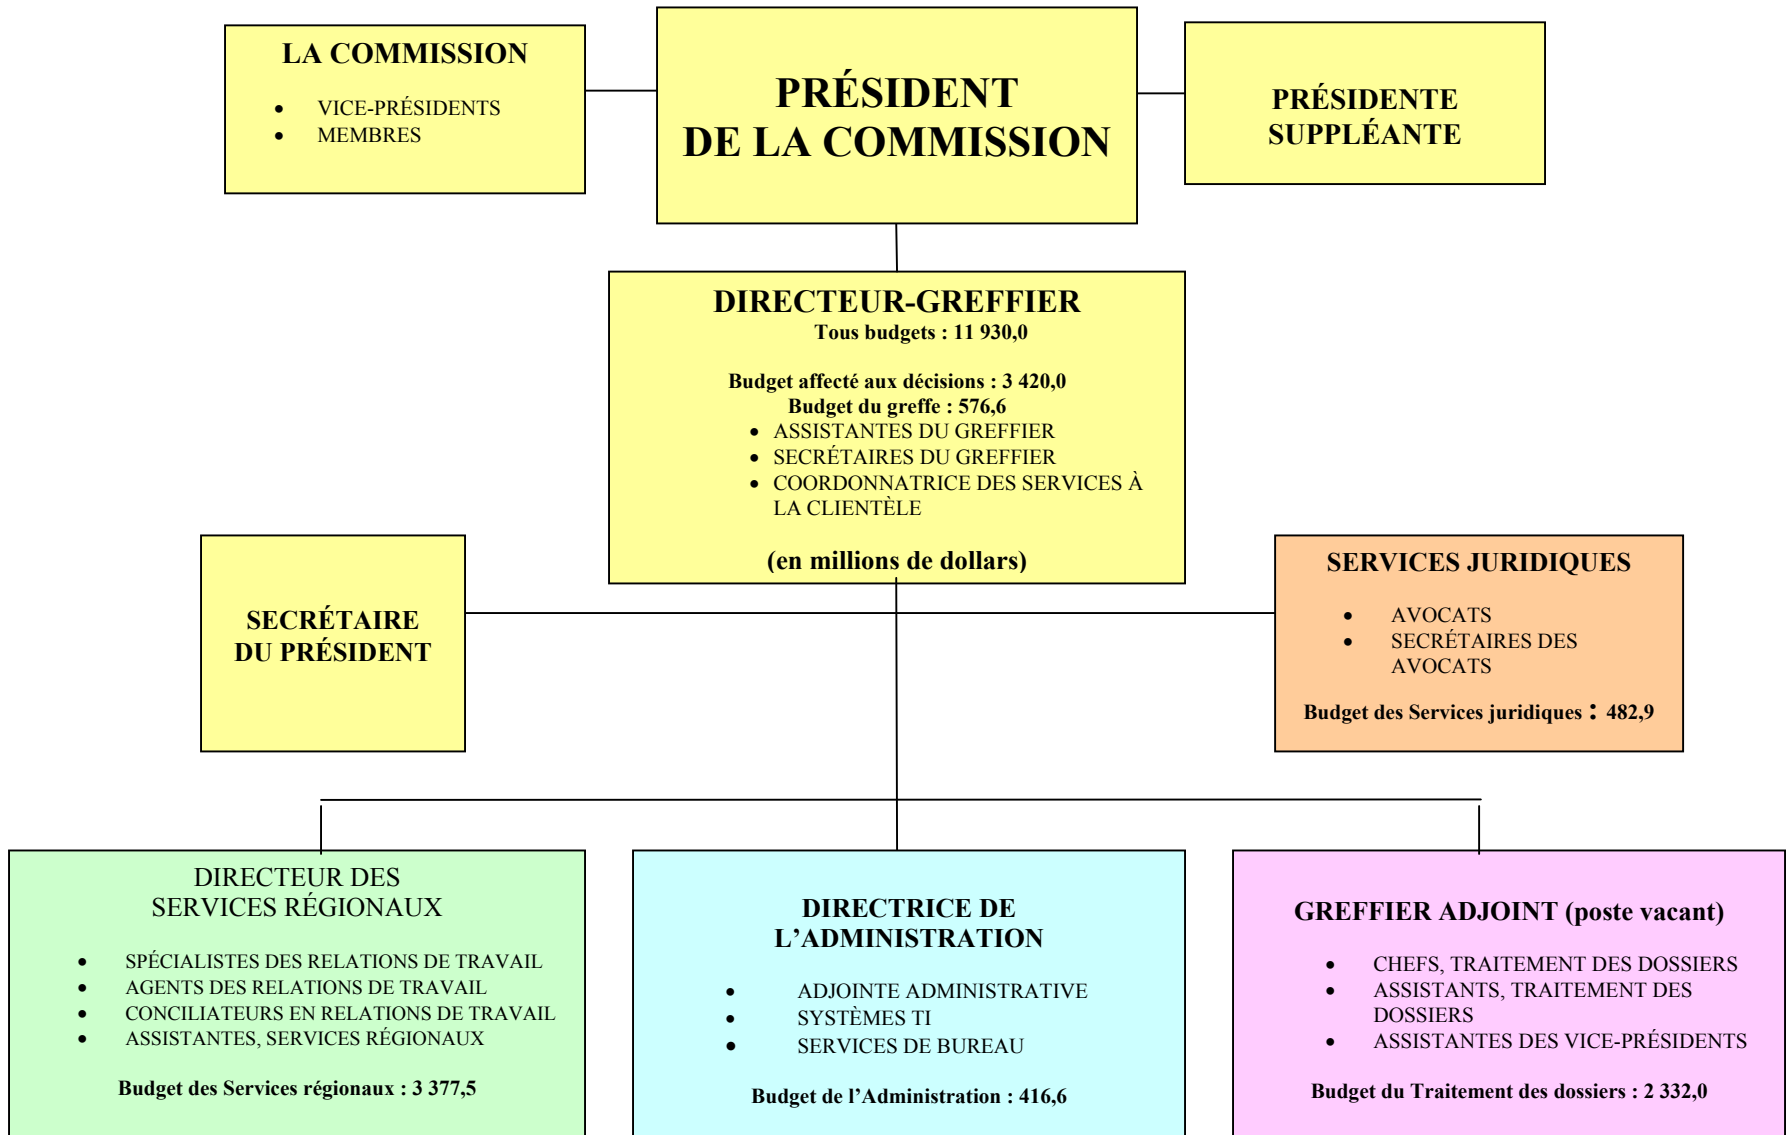 LA COMMISSION
• VICE-PRÉSIDENTS
• MEMBRES
PRÉSIDENT
DE LA COMMISSION
PRÉSIDENTE
SUPPLÉANTE
DIRECTEUR-GREFFIER
Tous budgets : 11 930,0
Budget affecté aux décisions : 3 420,0
Budget du greffe : 576,6
• ASSISTANTES DU GREFFIER
• SECRÉTAIRES DU GREFFIER
• COORDONNATRICE DES SERVICES À
LA CLIENTÈLE
(en millions de dollars)
SECRÉTAIRE
DU PRÉSIDENT
SERVICES JURIDIQUES
• AVOCATS
• SECRÉTAIRES DES
AVOCATS
Budget des Services juridiques : 482,9
DIRECTEUR DES
SERVICES RÉGIONAUX
• SPÉCIALISTES DES RELATIONS DE TRAVAIL
• AGENTS DES RELATIONS DE TRAVAIL
• CONCILIATEURS EN RELATIONS DE TRAVAIL
• ASSISTANTES, SERVICES RÉGIONAUX
Budget des Services régionaux : 3 377,5
DIRECTRICE DE
L’ADMINISTRATION
• ADJOINTE ADMINISTRATIVE
• SYSTÈMES TI
• SERVICES DE BUREAU
Budget de l’Administration : 416,6
GREFFIER ADJOINT (poste vacant)
• CHEFS, TRAITEMENT DES DOSSIERS
• ASSISTANTS, TRAITEMENT DES
DOSSIERS
• ASSISTANTES DES VICE-PRÉSIDENTS
Budget du Traitement des dossiers : 2 332,0